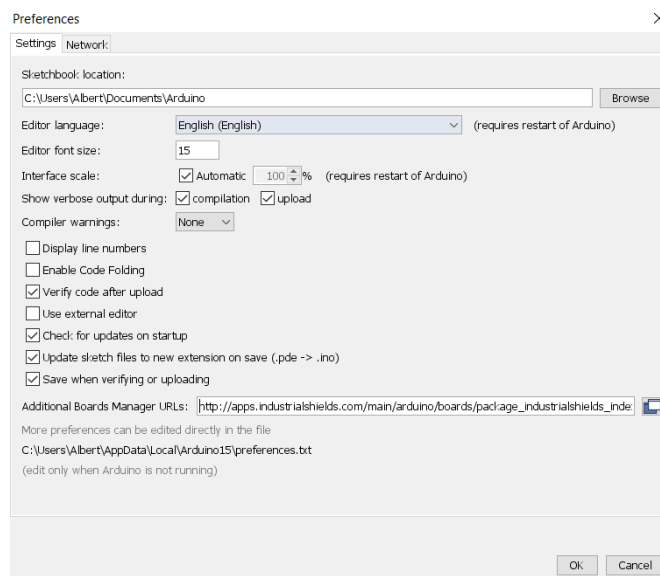 Preferences
Settings Network
Sketchbook location:
C:\Users\Albert\Documents\Arduino Browse
Editor language: English (English) (requires restart of Arduino)
Editor font size: 15
Interface scale: Automatic 100 % (requires restart of Arduino)
Show verbose output during: compilation upload
Compiler warnings: None
Display line numbers
Enable Code Folding
Verify code after upload
Use external editor
Check for updates on startup
Update sketch files to new extension on save (.pde -> .ino)
Save when verifying or uploading
Additional Boards Manager URLs: http://apps.industrialshields.com/main/arduino/boards/package_industrialshields_inde
More preferences can be edited directly in the file
C:\Users\Albert\AppData\Local\Arduino15\preferences.txt
(edit only when Arduino is not running)
OK Cancel